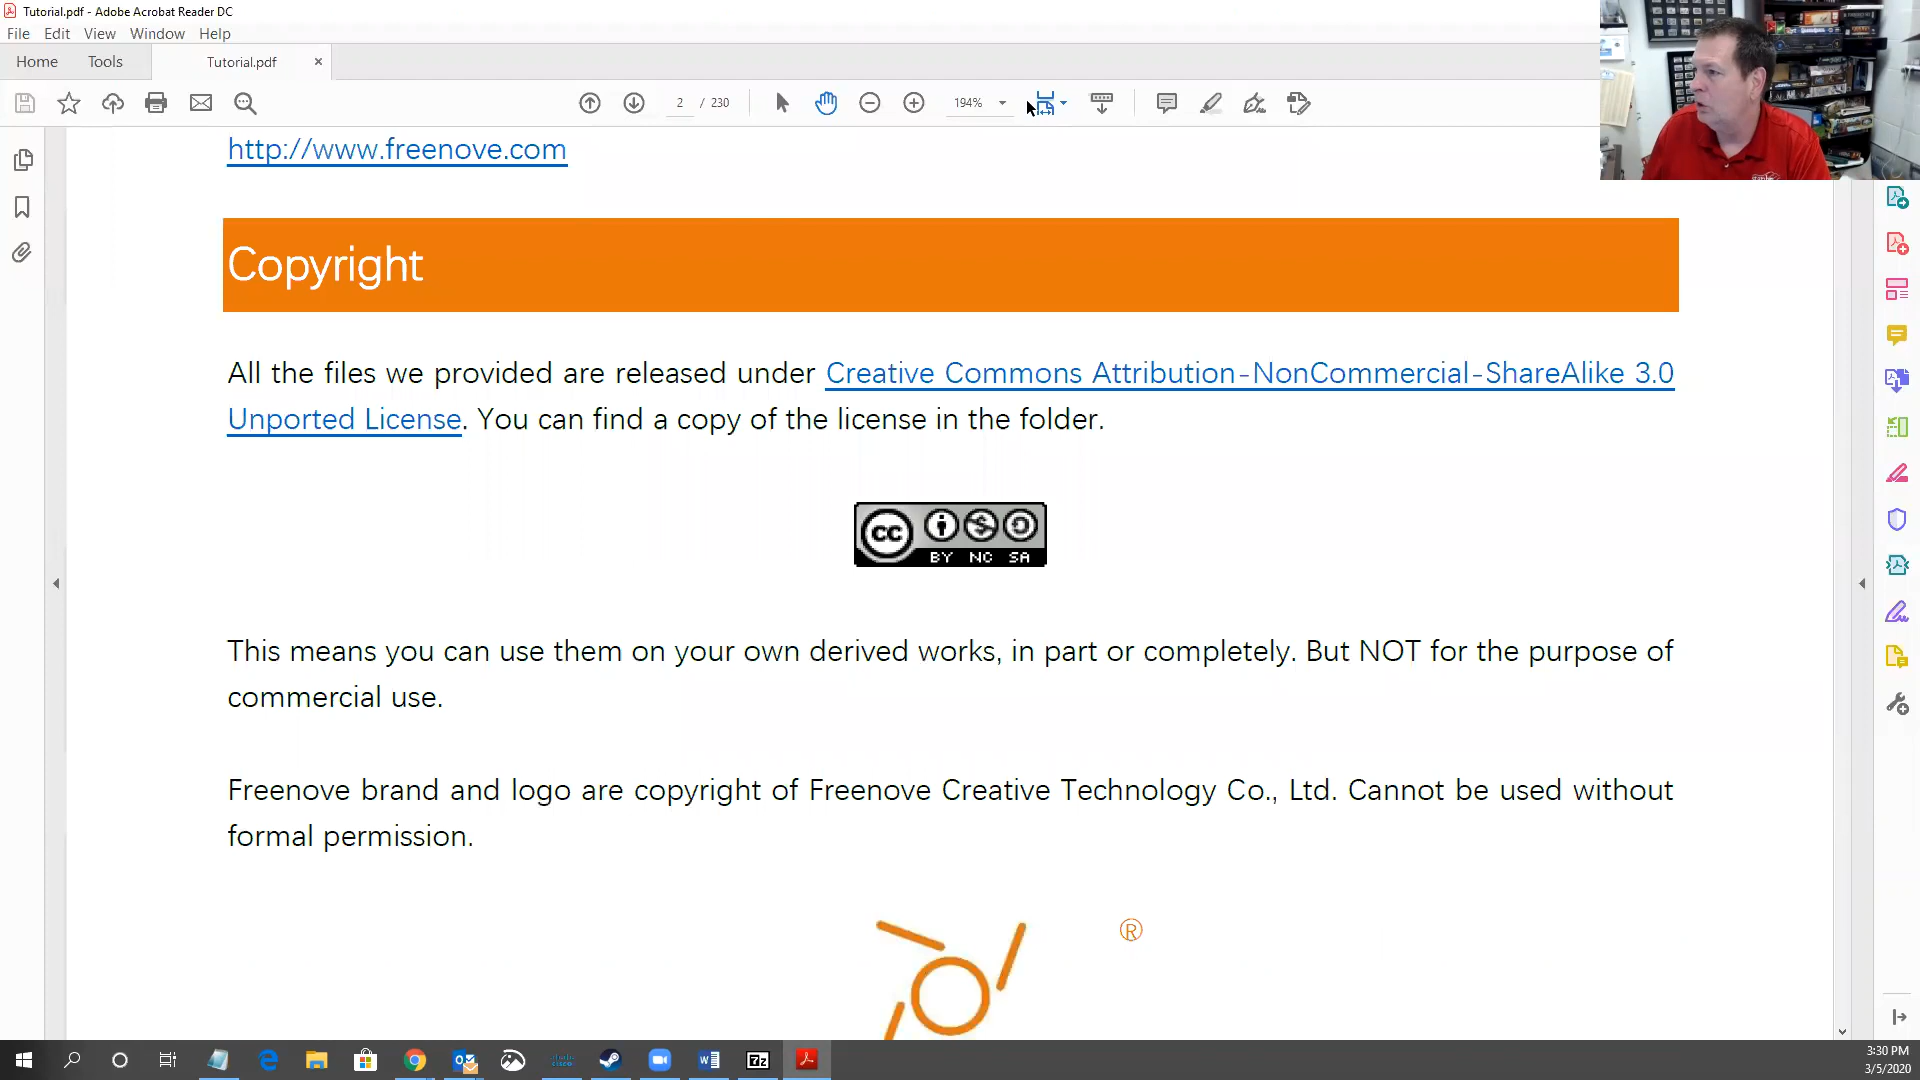 Tutorial.pdf - Adobe Acrobat Reader DC
File Edit View Window Help
Home Tools Tutorial.pdf ×
2 / 230 194%
http://www.freenove.com
Copyright
All the files we provided are released under Creative Commons Attribution-NonCommercial-ShareAlike 3.0
Unported License. You can find a copy of the license in the folder.
cc BY NC SA
This means you can use them on your own derived works, in part or completely. But NOT for the purpose of
commercial use.
Freenove brand and logo are copyright of Freenove Creative Technology Co., Ltd. Cannot be used without
formal permission.
®
7z
3:30 PM
3/5/2020